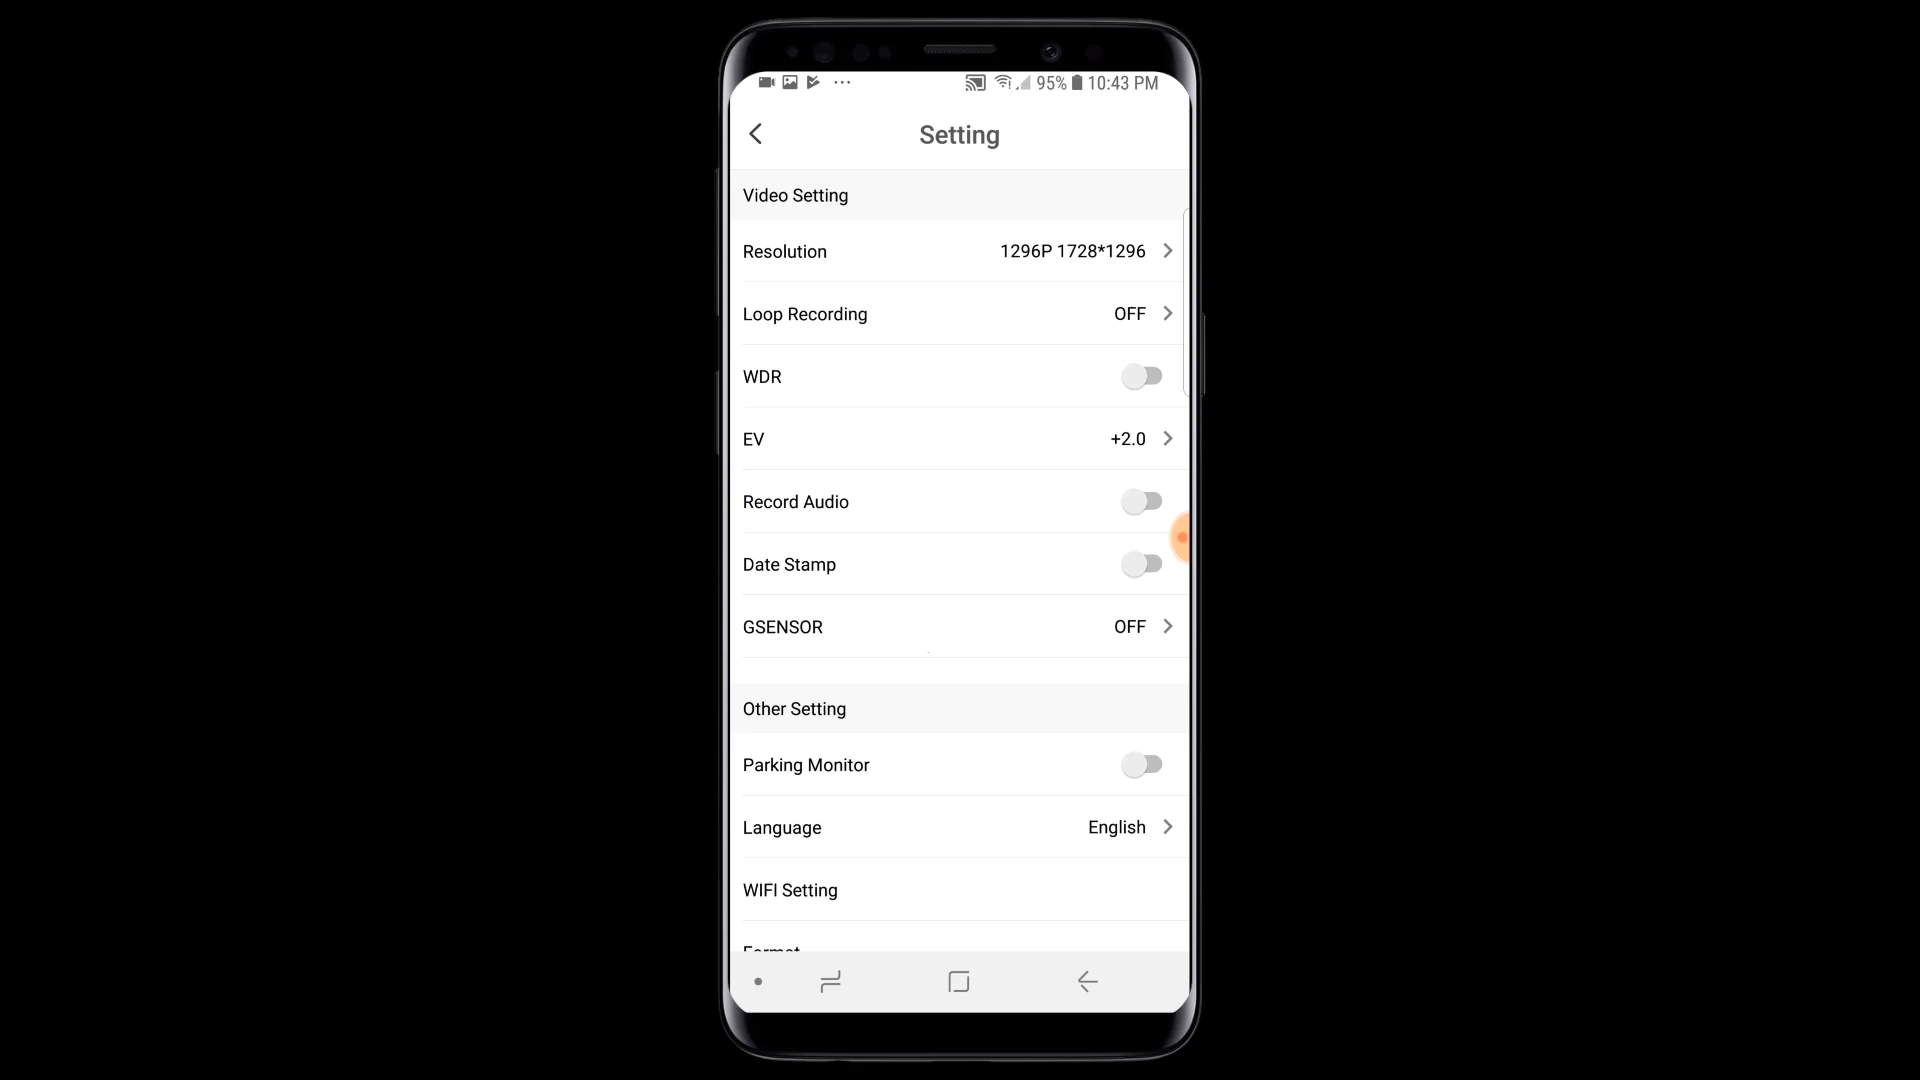 95% 10:43 PM
Setting
Video Setting
Resolution 1296P 1728*1296
Loop Recording OFF
WDR
EV +2.0
Record Audio
Date Stamp
GSENSOR OFF
Other Setting
Parking Monitor
Language English
WIFI Setting
Format